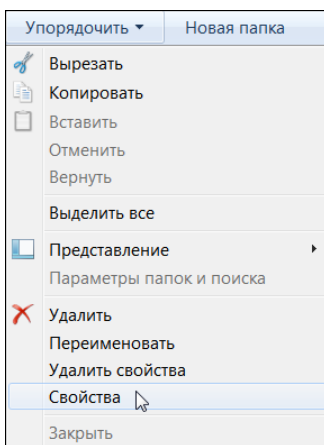 Упорядочить Новая папка
Вырезать
Копировать
Вставить
Отменить
Вернуть
Выделить все
Представление
Параметры папок и поиска
Удалить
Переименовать
Удалить свойства
Свойства
Закрыть